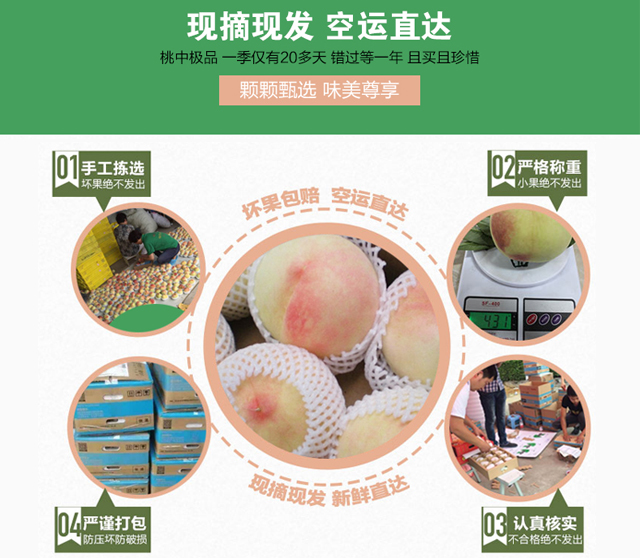 现摘现发 空运直达
桃中极品 一季仅有20多天 错过等一年 且买且珍惜
颗颗甄选 味美尊享
01 手工拣选
坏果绝不发出
02 严格称重
小果绝不发出
坏果包赔 空运直达
431
现摘现发 新鲜直达
04 严谨打包
防压坏防破损
03 认真核实
不合格绝不发出